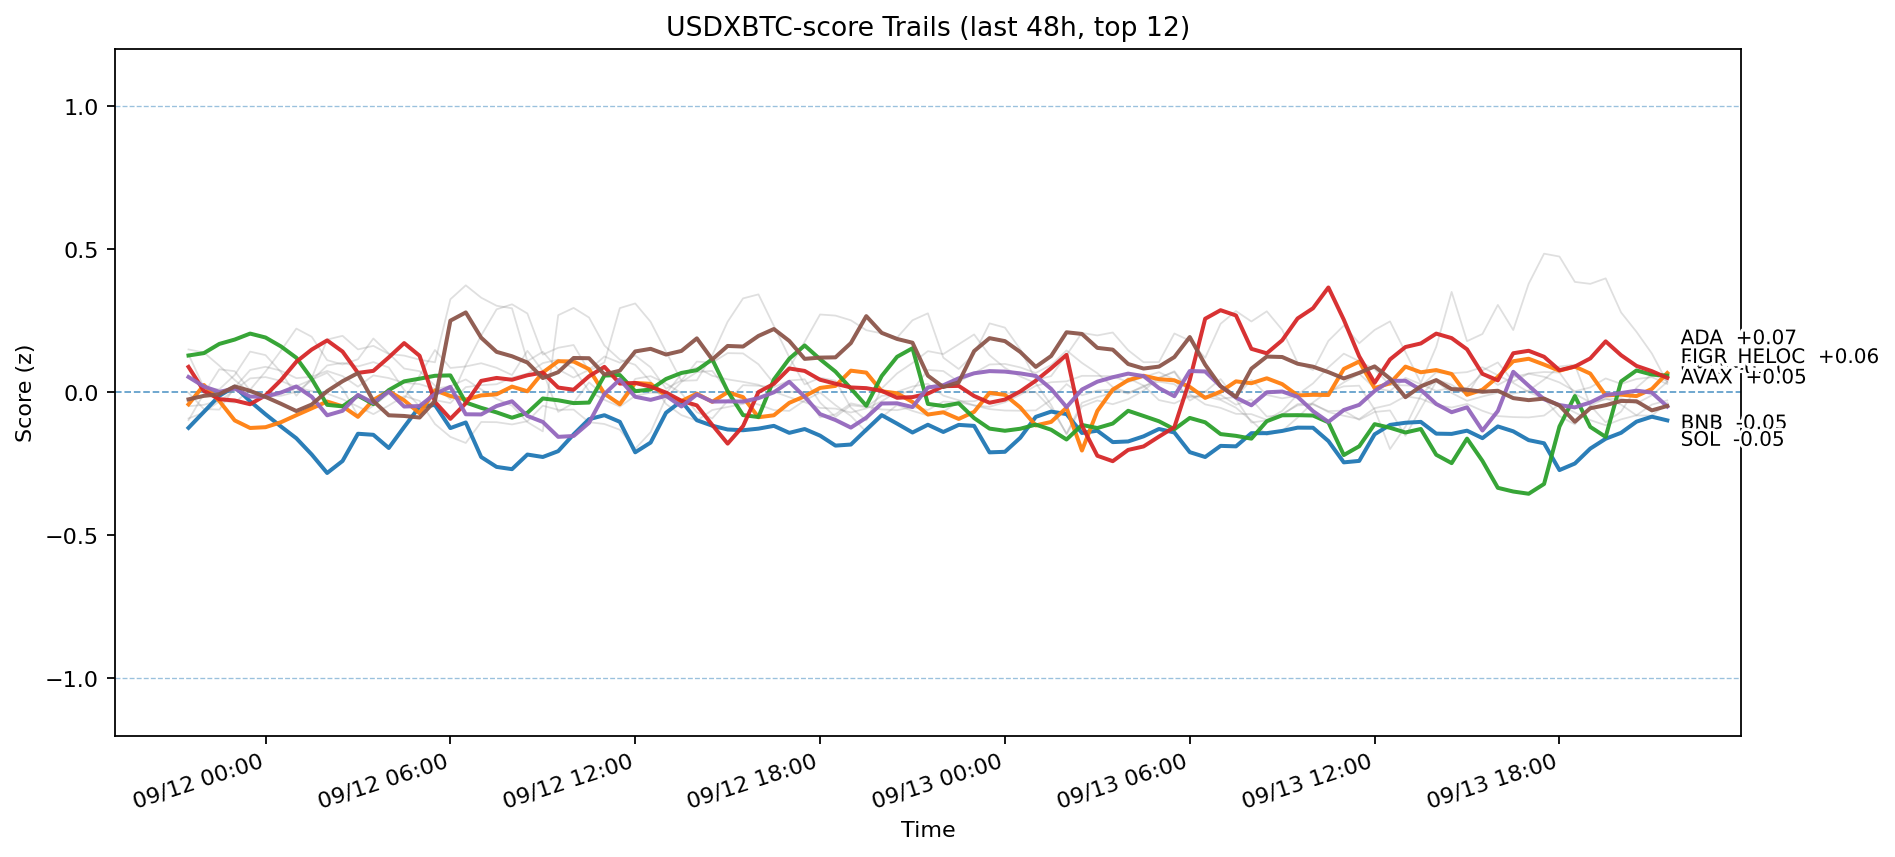 USDXBTC-score Trails (last 48h, top 12)
Score (z)
1.0
0.5
0.0
−0.5
−1.0
ADA +0.07
FIGR_HELOC +0.06
AVAX +0.05
BNB -0.05
SOL -0.05
09/12 00:00
09/12 06:00
09/12 12:00
09/12 18:00
09/13 00:00
09/13 06:00
09/13 12:00
09/13 18:00
Time